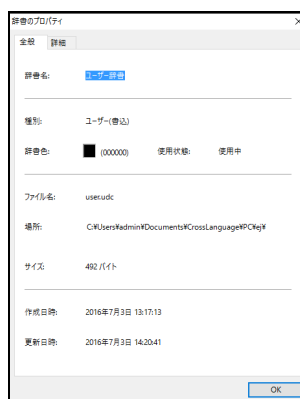 辞書のプロパティ
全般 詳細
辞書名: ユーザー辞書
種別: ユーザー(書込)
辞書色: (000000) 使用状態: 使用中
ファイル名: user.udc
場所: C:¥Users¥admin¥Documents¥CrossLanguage¥PC¥ej¥
サイズ: 492 バイト
作成日時: 2016年7月3日 13:17:13
更新日時: 2016年7月3日 14:20:41
OK